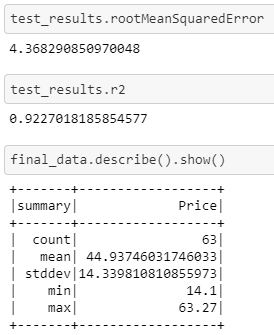 test_results.rootMeanSquaredError
4.368290850970048
test_results.r2
0.9227018185854577
final_data.describe().show()
+-------+------------------+
|summary|             Price|
+-------+------------------+
|  count|                63|
|   mean| 44.93746031746033|
| stddev|14.339810810855973|
|    min|              14.1|
|    max|             63.27|
+-------+------------------+